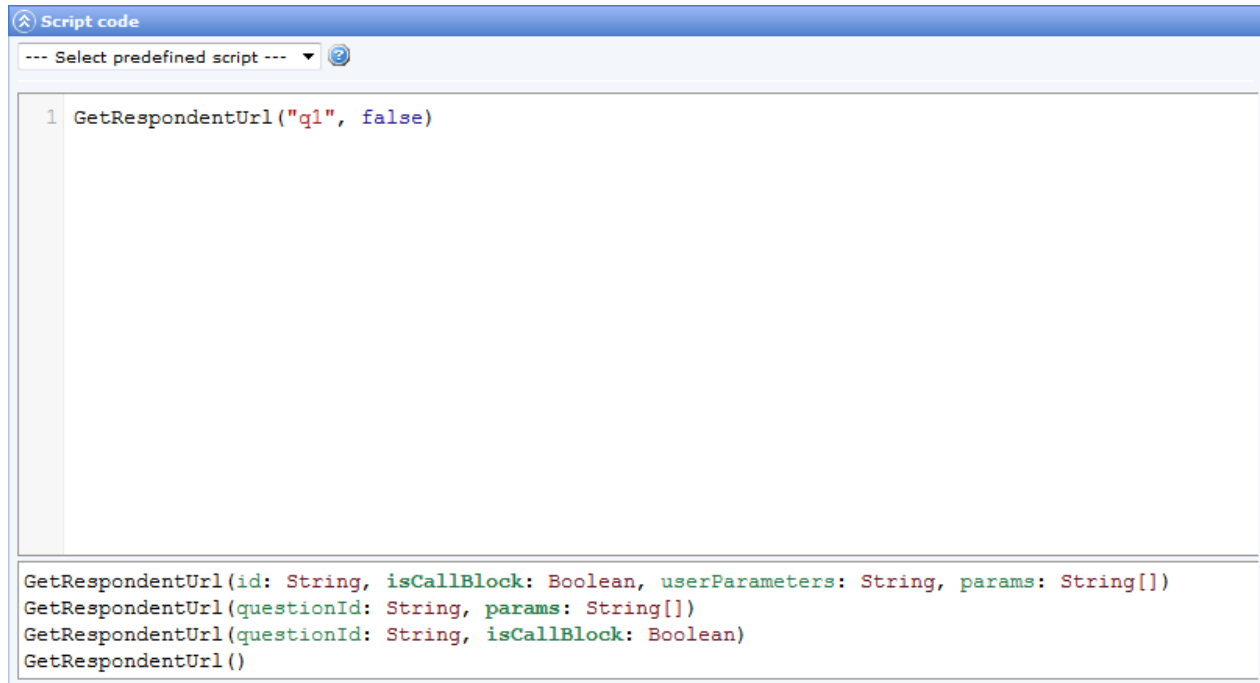 Script code
--- Select predefined script ---
1 GetRespondentUrl("q1", false)
GetRespondentUrl(id: String, isCallBlock: Boolean, userParameters: String, params: String[])
GetRespondentUrl(questionId: String, params: String[])
GetRespondentUrl(questionId: String, isCallBlock: Boolean)
GetRespondentUrl()